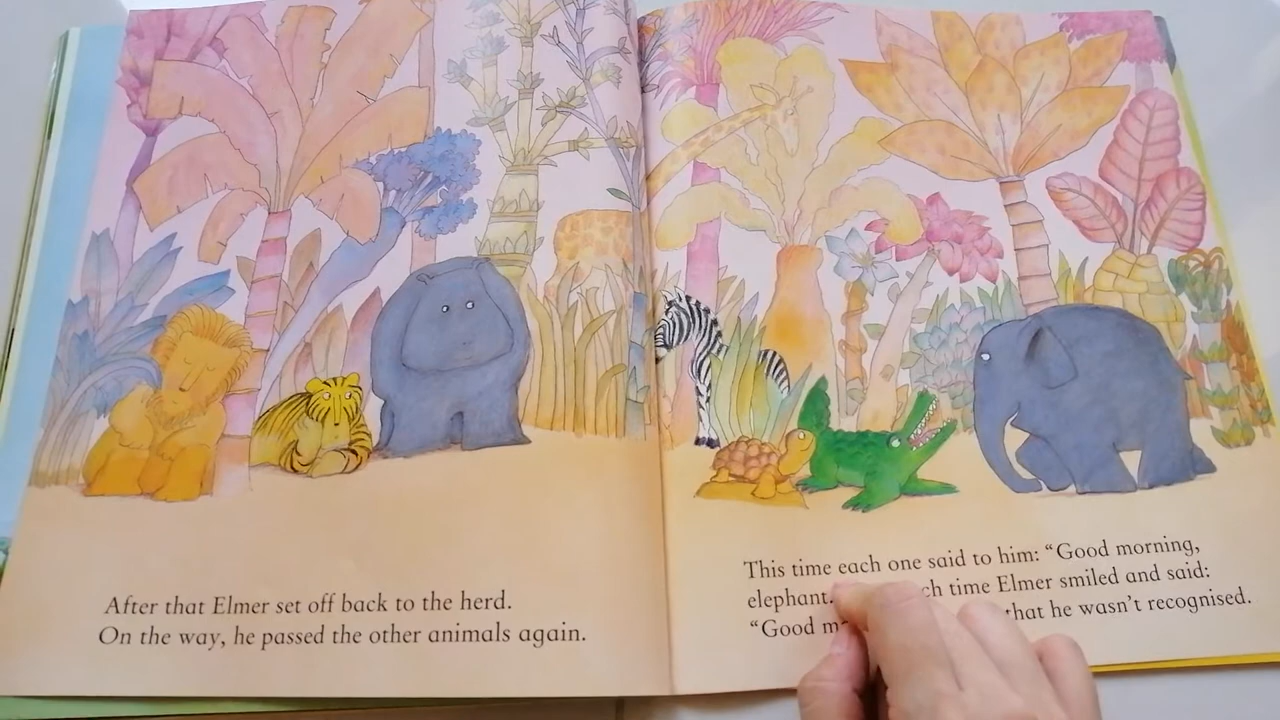 After that Elmer set off back to the herd.
On the way, he passed the other animals again.
This time each one said to him: “Good morning,
elephant. time Elmer smiled and said:
“Good that he wasn’t recognised.